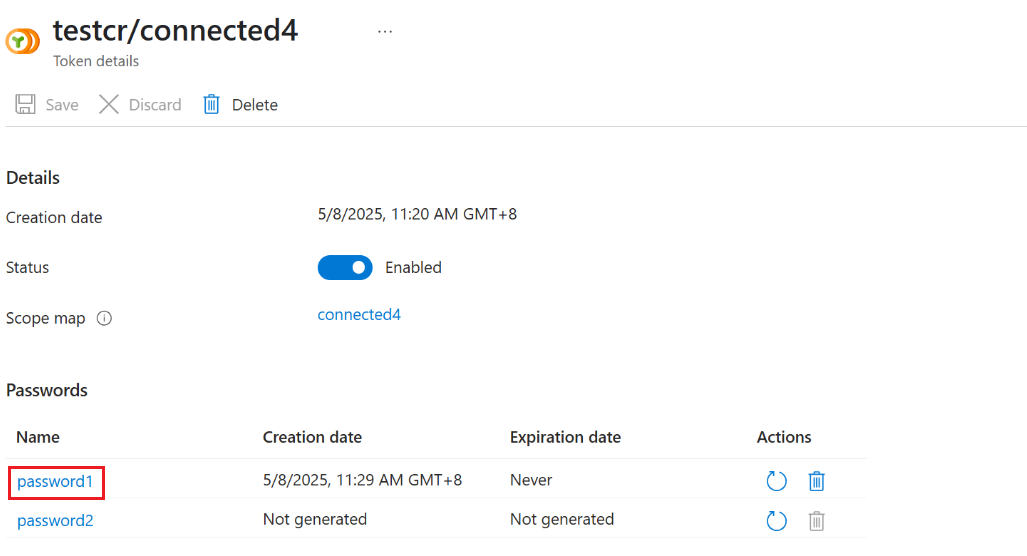 testcr/connected4 ...
Token details
Save Discard Delete
Details
Creation date 5/8/2025, 11:20 AM GMT+8
Status Enabled
Scope map connected4
Passwords
Name Creation date Expiration date Actions
password1 5/8/2025, 11:29 AM GMT+8 Never
password2 Not generated Not generated